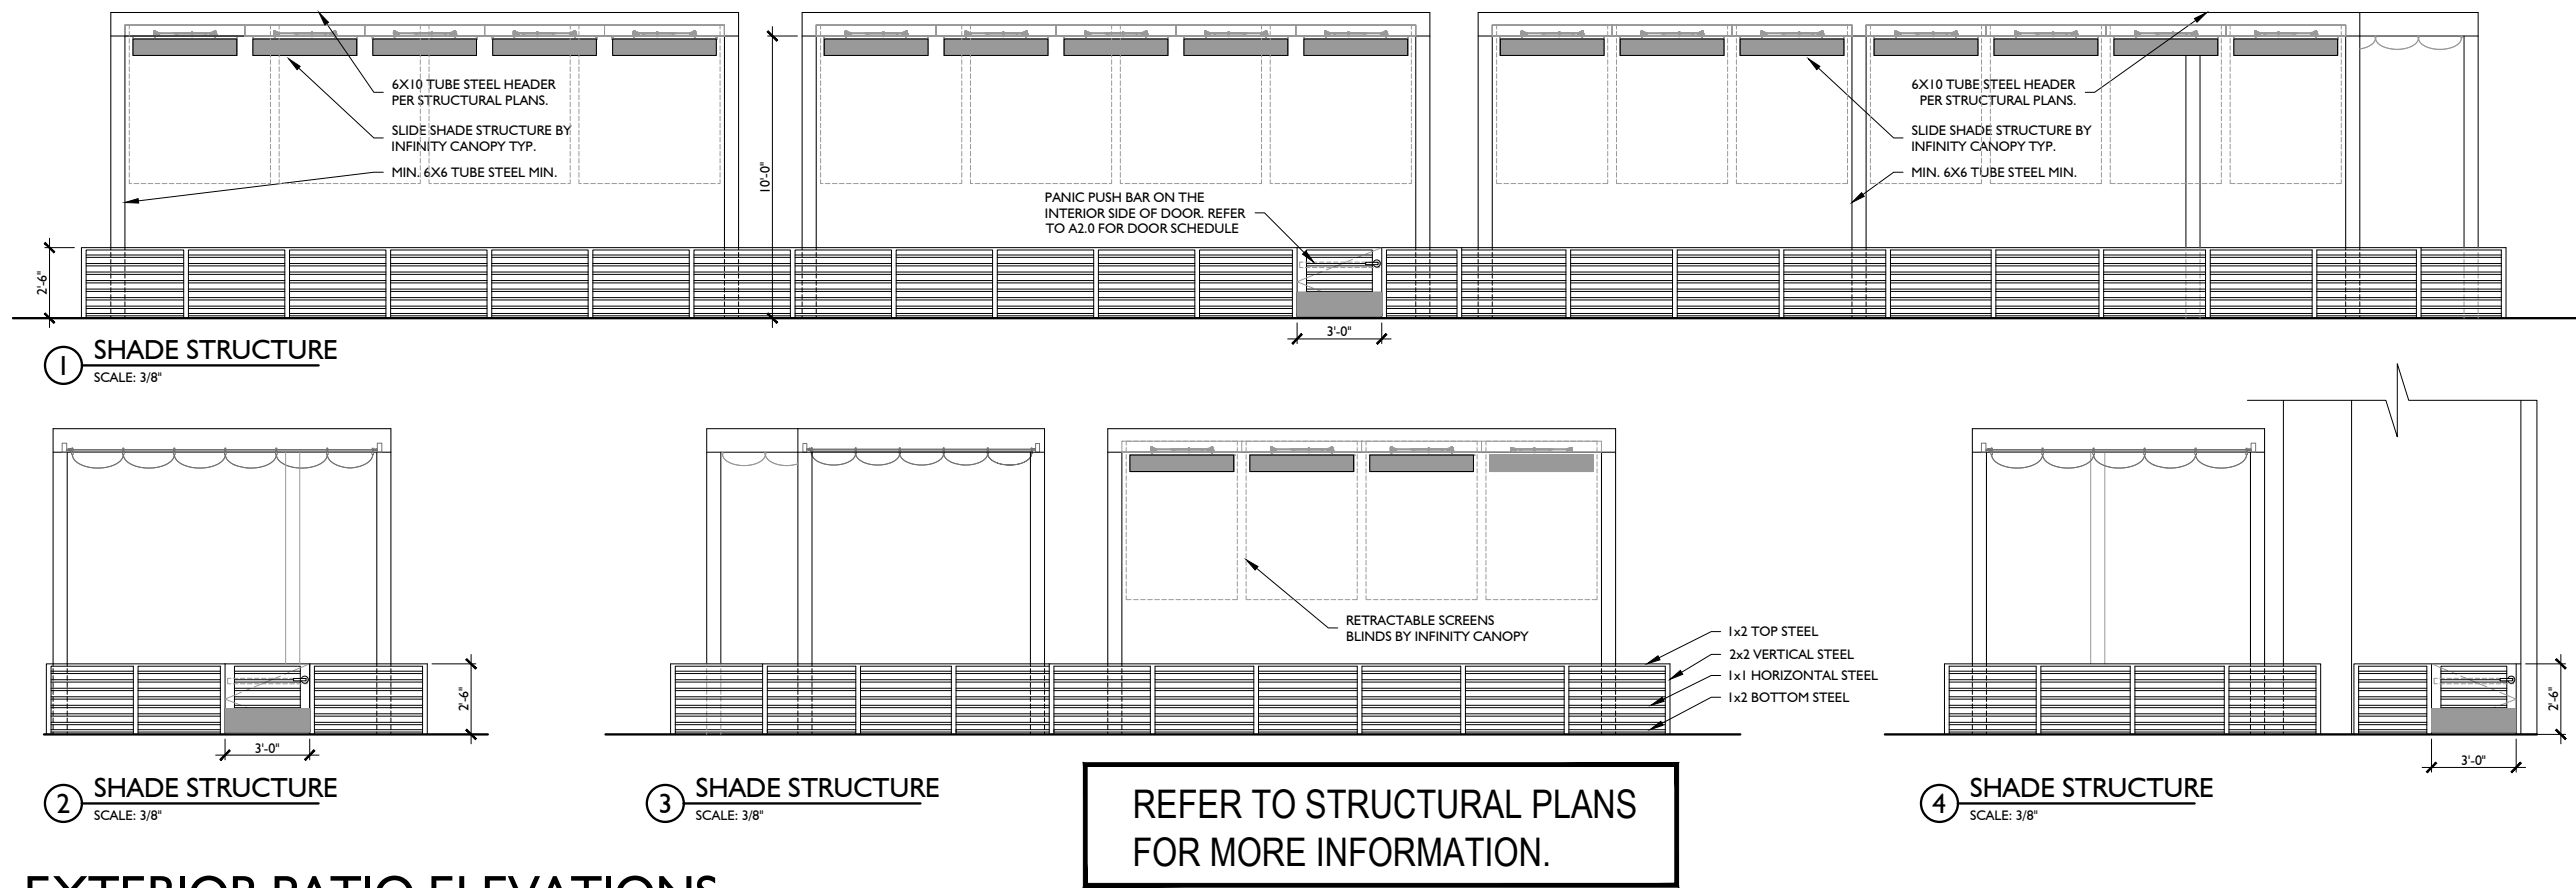 6X10 TUBE STEEL HEADER
PER STRUCTURAL PLANS.
SLIDE SHADE STRUCTURE BY
INFINITY CANOPY TYP.
MIN. 6X6 TUBE STEEL MIN.
10'-0"
PANIC PUSH BAR ON THE
INTERIOR SIDE OF DOOR. REFER
TO A2.0 FOR DOOR SCHEDULE
6X10 TUBE STEEL HEADER
PER STRUCTURAL PLANS.
SLIDE SHADE STRUCTURE BY
INFINITY CANOPY TYP.
MIN. 6X6 TUBE STEEL MIN.
2'-6"
3'-0"
1 SHADE STRUCTURE
SCALE: 3/8"
2'-6"
3'-0"
2 SHADE STRUCTURE
SCALE: 3/8"
RETRACTABLE SCREENS
BLINDS BY INFINITY CANOPY
1x2 TOP STEEL
2x2 VERTICAL STEEL
1x1 HORIZONTAL STEEL
1x2 BOTTOM STEEL
3 SHADE STRUCTURE
SCALE: 3/8"
2'-6"
3'-0"
4 SHADE STRUCTURE
SCALE: 3/8"
REFER TO STRUCTURAL PLANS
FOR MORE INFORMATION.
EXTERIOR PATIO ELEVATIONS